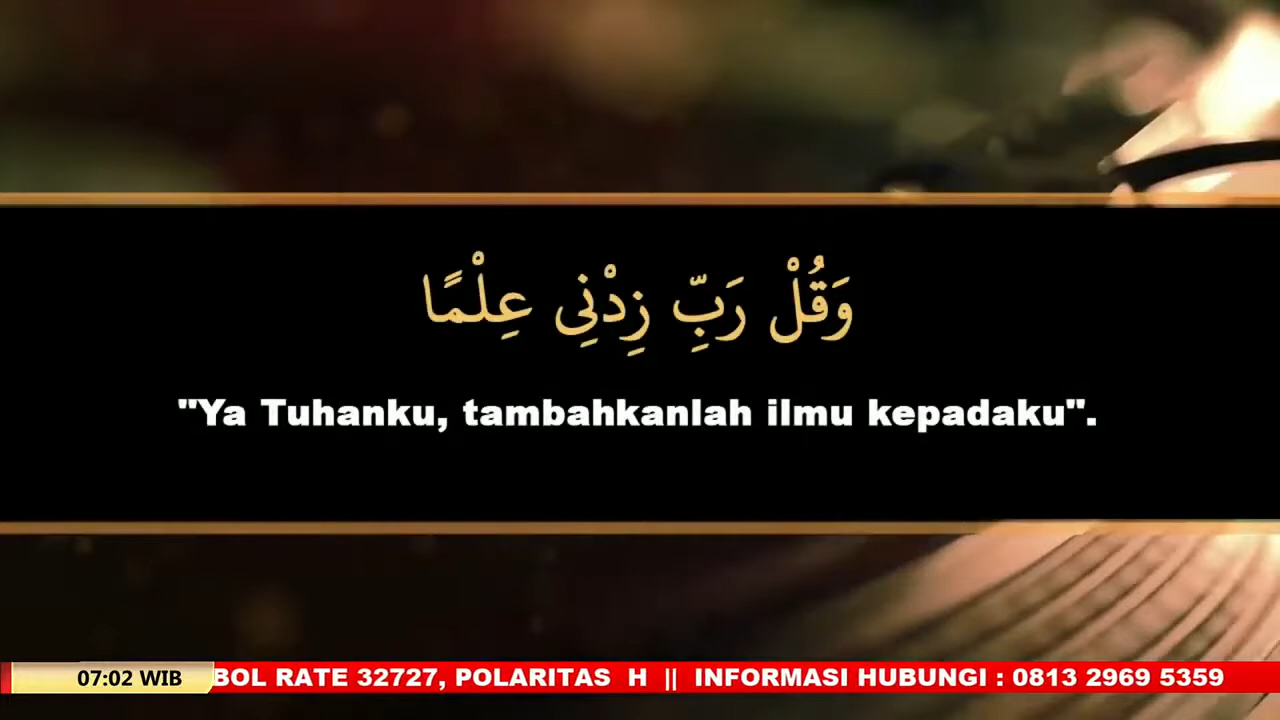 وَقُلْ رَبِّ زِدْنِي عِلْمًا
"Ya Tuhanku, tambahkanlah ilmu kepadaku".
07:02 WIB
BOL RATE 32727, POLARITAS H || INFORMASI HUBUNGI : 0813 2969 5359